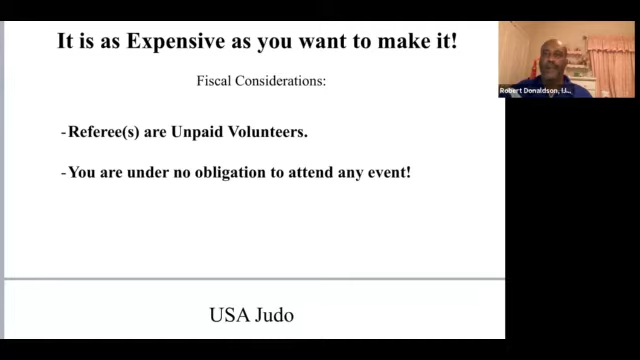 It is as Expensive as you want to make it!
Fiscal Considerations:
-Referee(s) are Unpaid Volunteers.
-You are under no obligation to attend any event!
USA Judo
Robert Donaldson, IJ...